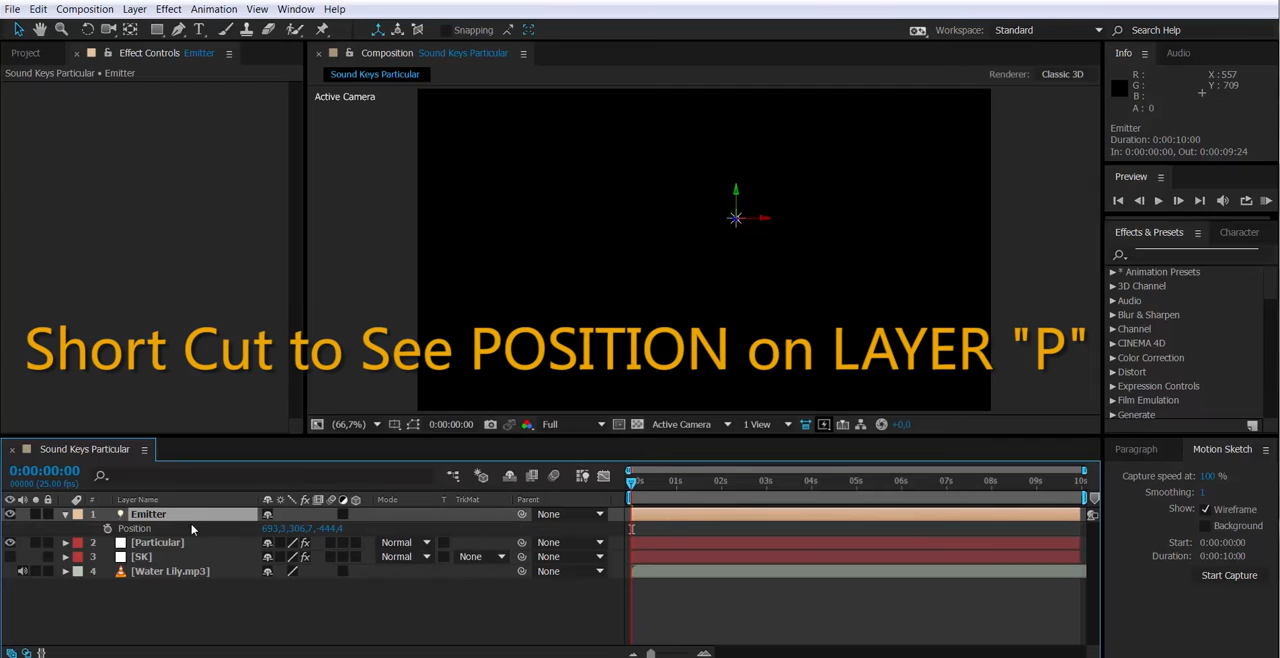 File Edit Composition Layer Effect Animation View Window Help
Snapping
Workspace: Standard
Search Help
Project
Effect Controls Emitter
Sound Keys Particular • Emitter
Composition Sound Keys Particular
Sound Keys Particular
Renderer: Classic 3D
Active Camera
Info
Audio
R :
G :
B :
A : 0
X : 557
Y : 709
Emitter
Duration: 0:00:10:00
In: 0:00:00:00, Out: 0:00:09:24
Preview
Effects & Presets
Character
* Animation Presets
3D Channel
Audio
Blur & Sharpen
Channel
CINEMA 4D
Color Correction
Distort
Expression Controls
Film Emulation
Generate
Short Cut to See POSITION on LAYER "P"
(66,7%)
0:00:00:00
Full
Active Camera
1 View
+0,0
Sound Keys Particular
0:00:00:00
00000 (25.00 fps)
# Layer Name Mode T TrkMat Parent
0s 01s 02s 03s 04s 05s 06s 07s 08s 09s 10s
1 Emitter None
Position 693,3,306,7,-444,4
2 [Particular] Normal None
3 [SK] Normal None None
4 [Water Lily.mp3] None
Paragraph
Motion Sketch
Capture speed at: 100 %
Smoothing: 1
Show: Wireframe
Background
Start: 0:00:00:00
Duration: 0:00:10:00
Start Capture